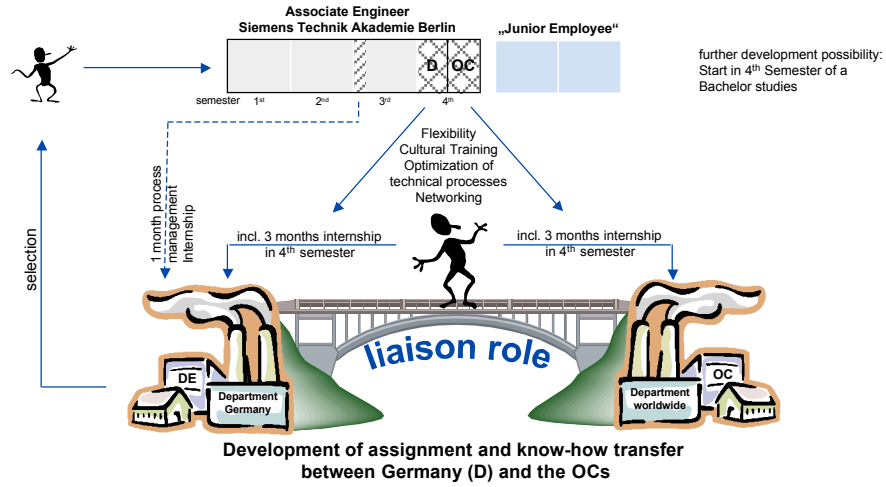 Associate Engineer
Siemens Technik Akademie Berlin
„Junior Employee“
further development possibility:
Start in 4th Semester of a
Bachelor studies
D OC
semester 1st 2nd 3rd 4th
Flexibility
Cultural Training
Optimization of
technical processes
Networking
1 month process
management
Internship
selection
incl. 3 months internship
in 4th semester
incl. 3 months internship
in 4th semester
liaison role
DE
Department
Germany
OC
Department
worldwide
Development of assignment and know-how transfer
between Germany (D) and the OCs